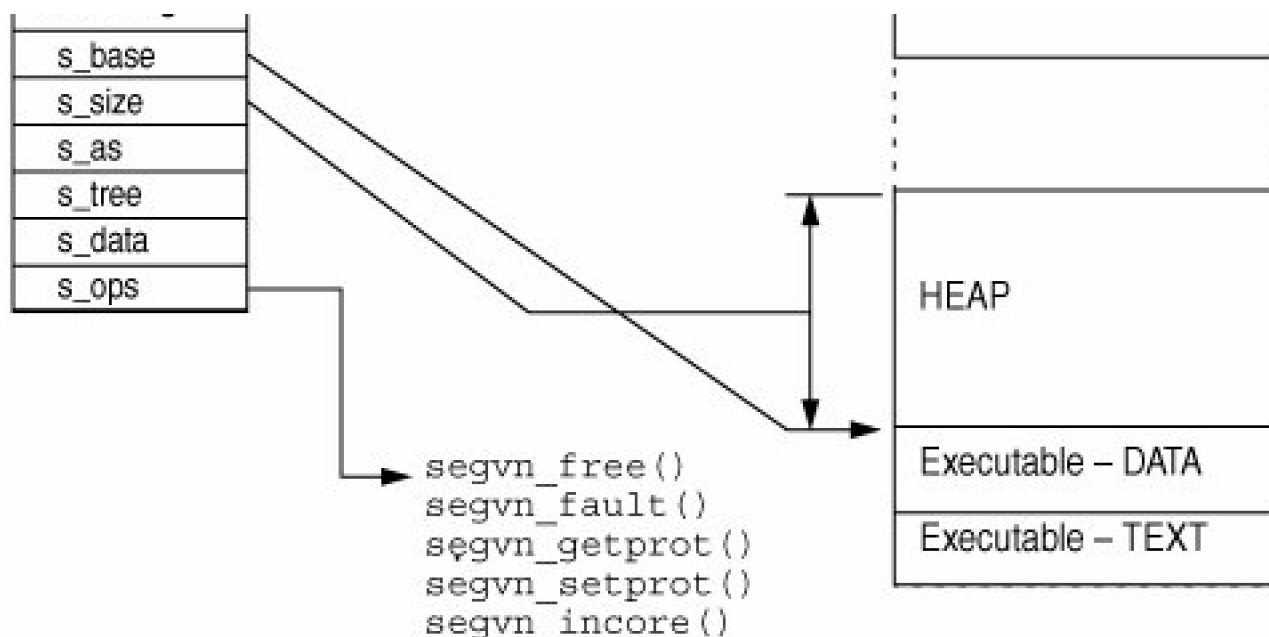 s_base
s_size
s_as
s_tree
s_data
s_ops
HEAP
Executable – DATA
Executable – TEXT
segvn_free()
segvn_fault()
segvn_getprot()
segvn_setprot()
segvn_incore()